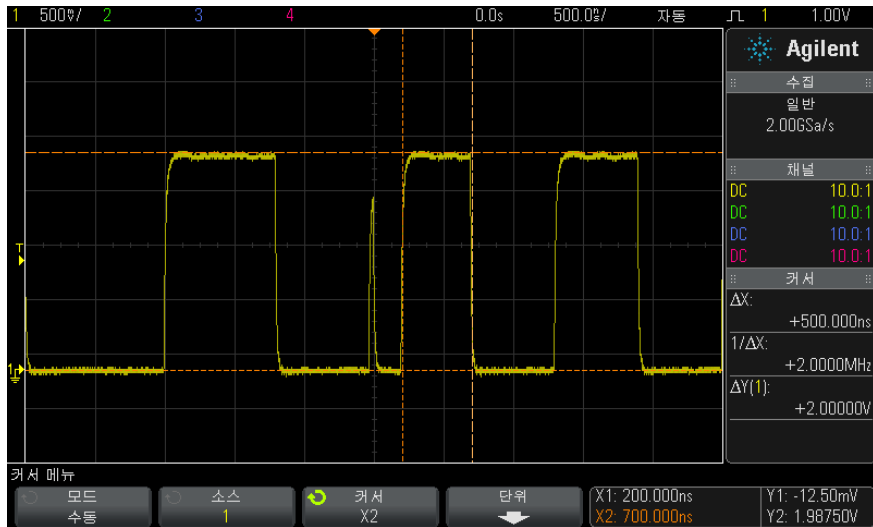 1 500㎷/ 2 3 4 0.0s 500.0㎱/ 자동 1 1.00V
Agilent
수집
일반
2.00GSa/s
채널
DC 10.0:1
DC 10.0:1
DC 10.0:1
DC 10.0:1
커서
ΔX:
+500.000ns
1/ΔX:
+2.0000MHz
ΔY(1):
+2.00000V
T
1
커서 메뉴
모드
수동
소스
1
커서
X2
단위
X1: 200.000ns
X2: 700.000ns
Y1: -12.50mV
Y2: 1.98750V